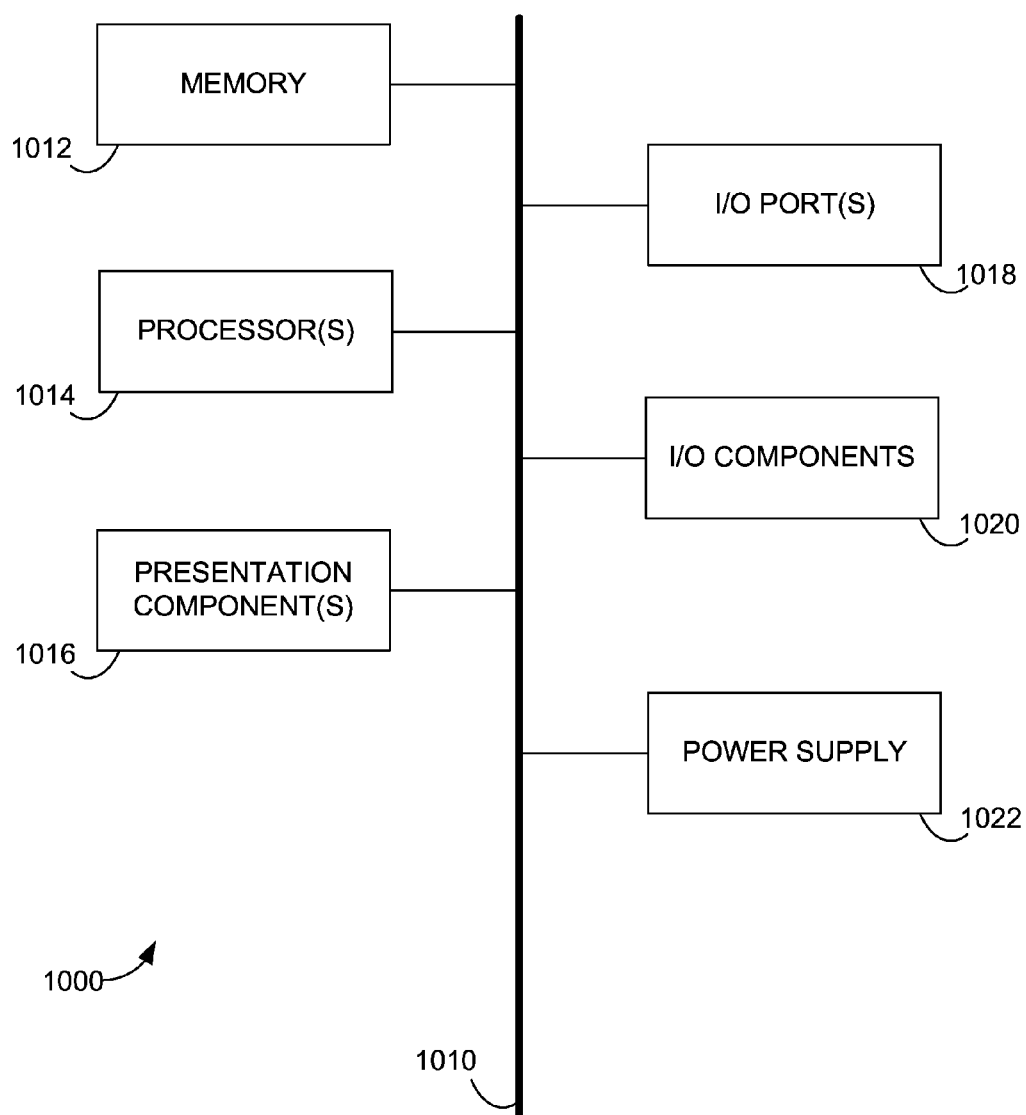 MEMORY
1012
I/O PORT(S)
1018
PROCESSOR(S)
1014
I/O COMPONENTS
1020
PRESENTATION
COMPONENT(S)
1016
POWER SUPPLY
1022
1000
1010